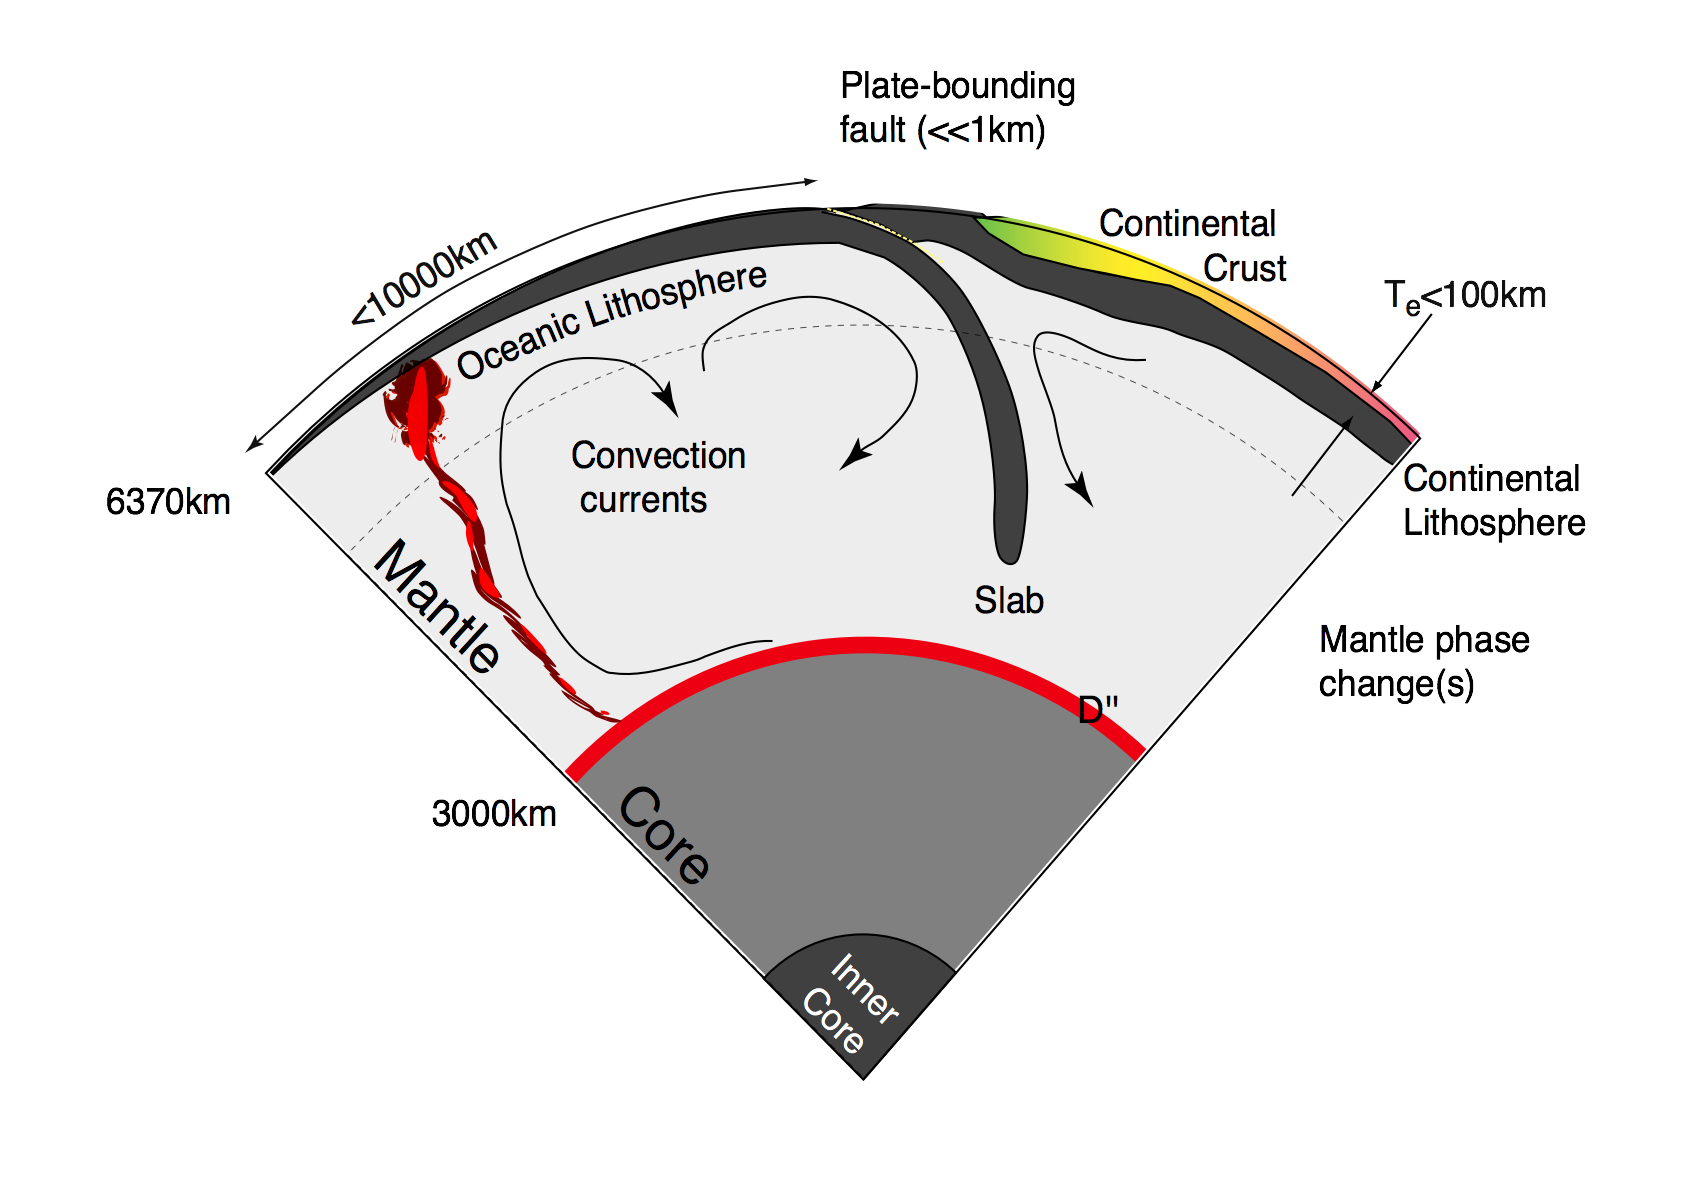 Plate-bounding
fault (<<1km)
<10000km
Continental
Crust
Oceanic Lithosphere
Te<100km
Convection
currents
6370km
Continental
Lithosphere
Mantle
Slab
Mantle phase
change(s)
D"
3000km
Core
Inner
Core